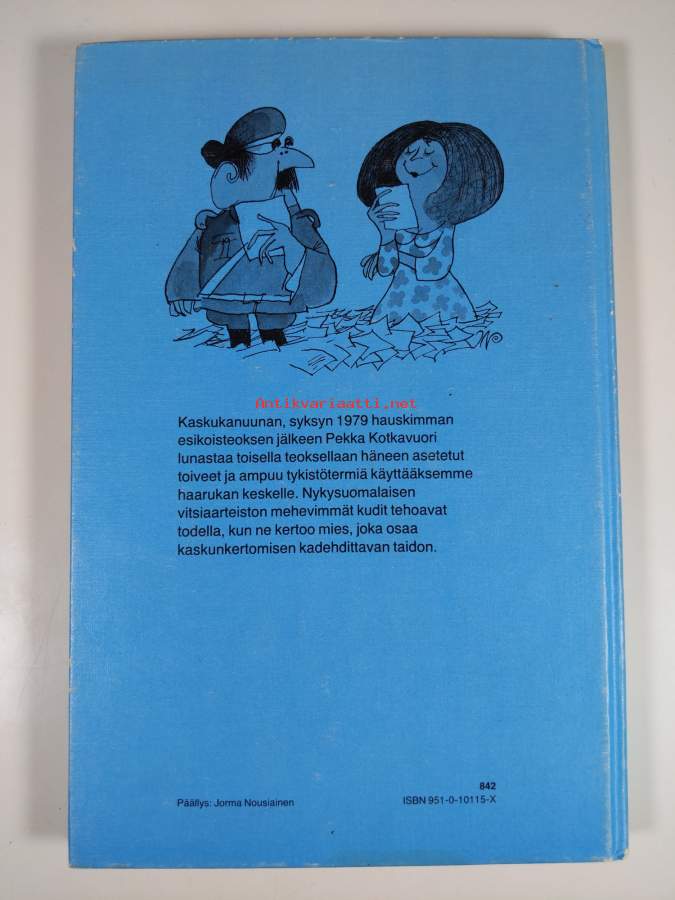 Antikvariaatti.net
Kaskukanuunan, syksyn 1979 hauskimman
esikoisteoksen jälkeen Pekka Kotkavuori
lunastaa toisella teoksellaan häneen asetetut
toiveet ja ampuu tykistötermiä käyttääksemme
haarukan keskelle. Nykysuomalaisen
vitsiaarteiston mehevimmät kudit tehoavat
todella, kun ne kertoo mies, joka osaa
kaskunkertomisen kadehdittavan taidon.
842
Päällys: Jorma Nousiainen ISBN 951-0-10115-X